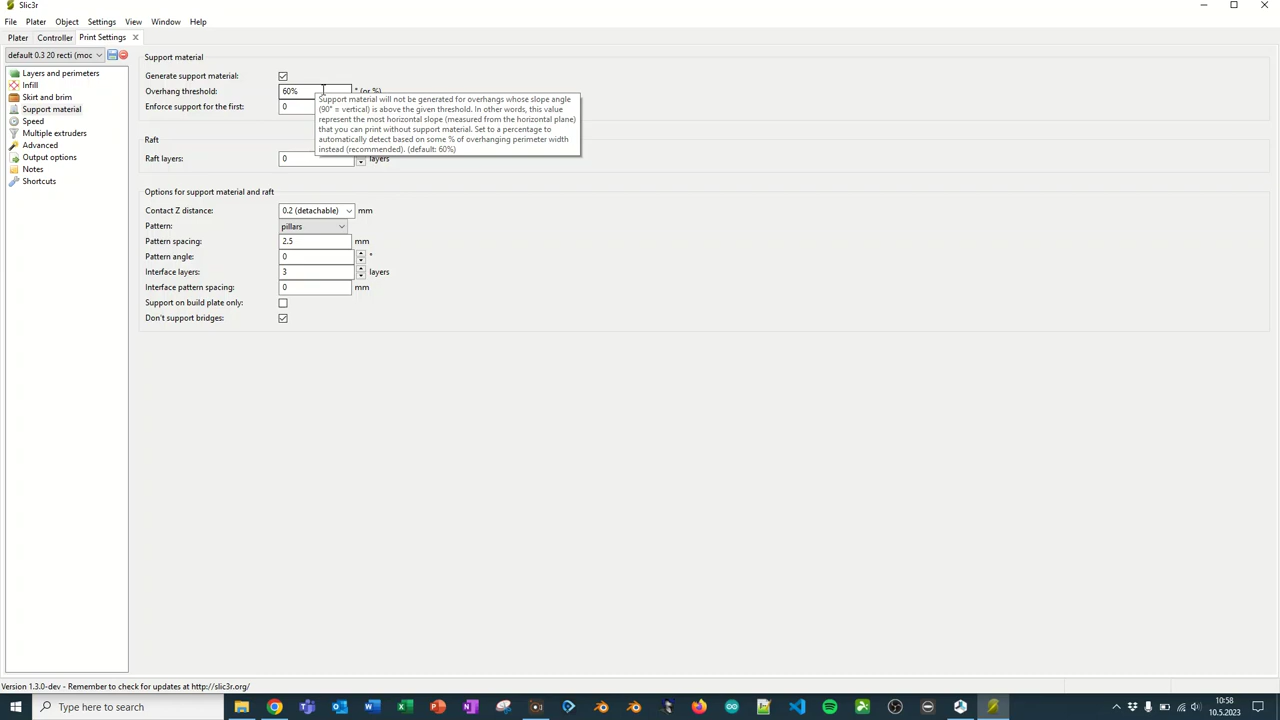 Slic3r
File Plater Object Settings View Window Help
Plater Controller Print Settings
default 0.3 20 recti (moc
Layers and perimeters
Infill
Skirt and brim
Support material
Speed
Multiple extruders
Advanced
Output options
Notes
Shortcuts
Support material
Generate support material:
Overhang threshold: 60% ° (or %)
Enforce support for the first: 0
Support material will not be generated for overhangs whose slope angle
(90° = vertical) is above the given threshold. In other words, this value
represent the most horizontal slope (measured from the horizontal plane)
that you can print without support material. Set to a percentage to
automatically detect based on some % of overhanging perimeter width
instead (recommended). (default: 60%)
Raft
Raft layers: 0 layers
Options for support material and raft
Contact Z distance: 0.2 (detachable) mm
Pattern: pillars
Pattern spacing: 2.5 mm
Pattern angle: 0 °
Interface layers: 3 layers
Interface pattern spacing: 0 mm
Support on build plate only:
Don't support bridges:
Version 1.3.0-dev - Remember to check for updates at http://slic3r.org/
Type here to search
10:58
10.5.2023